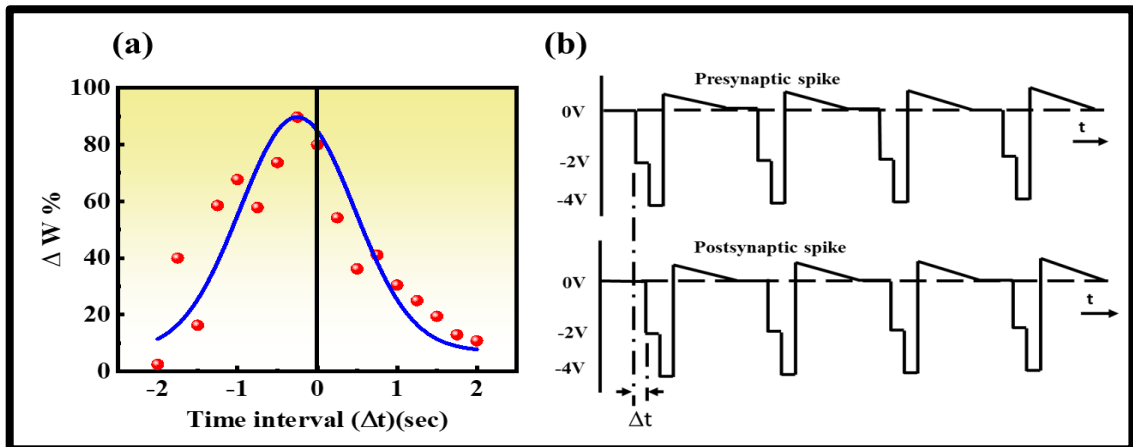 (a)
100
80
60
40
20
0
Δ W %
-2 -1 0 1 2
Time interval (Δt)(sec)
(b)
Presynaptic spike
0V
-2V
-4V
t
Postsynaptic spike
0V
-2V
-4V
t
Δt